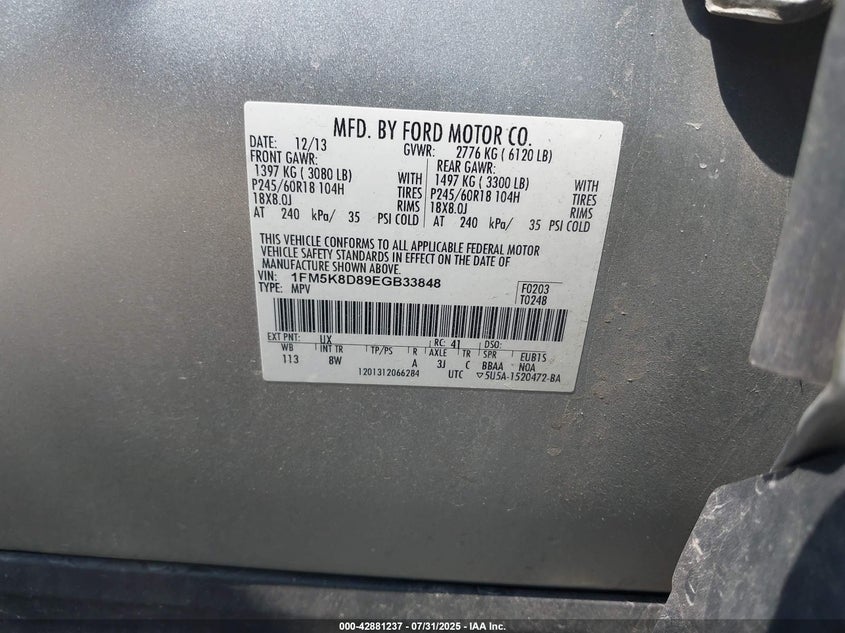 MFD. BY FORD MOTOR CO.
DATE: 12/13 GVWR: 2776 KG ( 6120 LB)
FRONT GAWR: REAR GAWR:
1397 KG ( 3080 LB) WITH 1497 KG ( 3300 LB) WITH
P245/60R18 104H TIRES P245/60R18 104H TIRES
18X8.0J RIMS 18X8.0J RIMS
AT 240 kPa/ 35 PSI COLD AT 240 kPa/ 35 PSI COLD
THIS VEHICLE CONFORMS TO ALL APPLICABLE FEDERAL MOTOR
VEHICLE SAFETY STANDARDS IN EFFECT ON THE DATE OF
MANUFACTURE SHOWN ABOVE.
VIN: 1FM5K8D89EGB33848 F0203
TYPE: MPV T0248
EXT PNT: UX RC: 41 DSO:
WB INT TR TP/PS R AXLE TR SPR EUB1S
113 BW A 3J C BBAA NOA
1201312066284 UTC ▽5U5A-1520472-BA
000-42881237 - 07/31/2025 - IAA Inc.